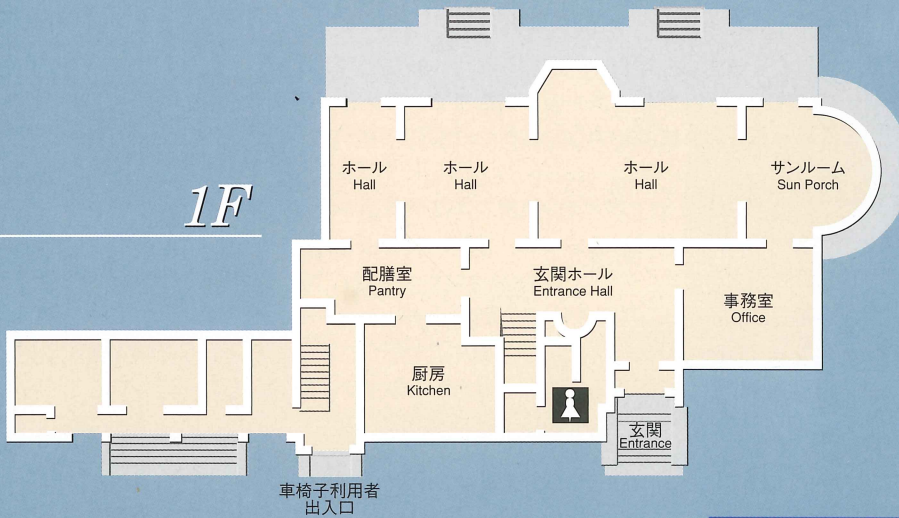 1F
ホール
Hall
ホール
Hall
ホール
Hall
サンルーム
Sun Porch
配膳室
Pantry
玄関ホール
Entrance Hall
事務室
Office
厨房
Kitchen
玄関
Entrance
車椅子利用者
出入口